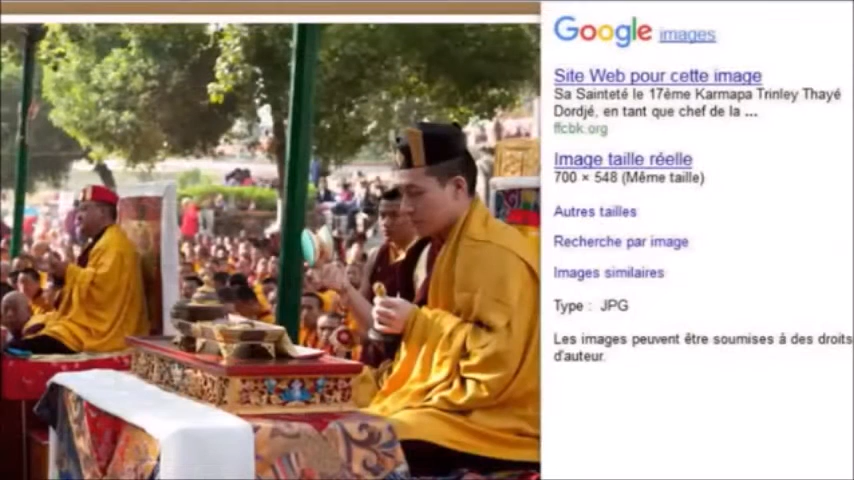 Google images
Site Web pour cette image
Sa Sainteté le 17ème Karmapa Trinley Thayé
Dordjé, en tant que chef de la ...
ffcbk.org
Image taille réelle
700 × 548 (Même taille)
Autres tailles
Recherche par image
Images similaires
Type : JPG
Les images peuvent être soumises à des droits
d'auteur.